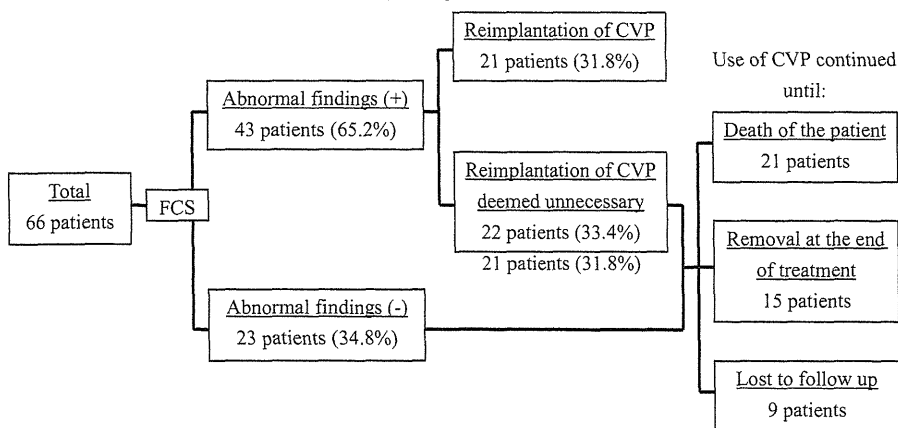 Total
66 patients
FCS
Abnormal findings (+)
43 patients (65.2%)
Abnormal findings (-)
23 patients (34.8%)
Reimplantation of CVP
21 patients (31.8%)
Reimplantation of CVP
deemed unnecessary
22 patients (33.4%)
21 patients (31.8%)
Use of CVP continued
until:
Death of the patient
21 patients
Removal at the end
of treatment
15 patients
Lost to follow up
9 patients